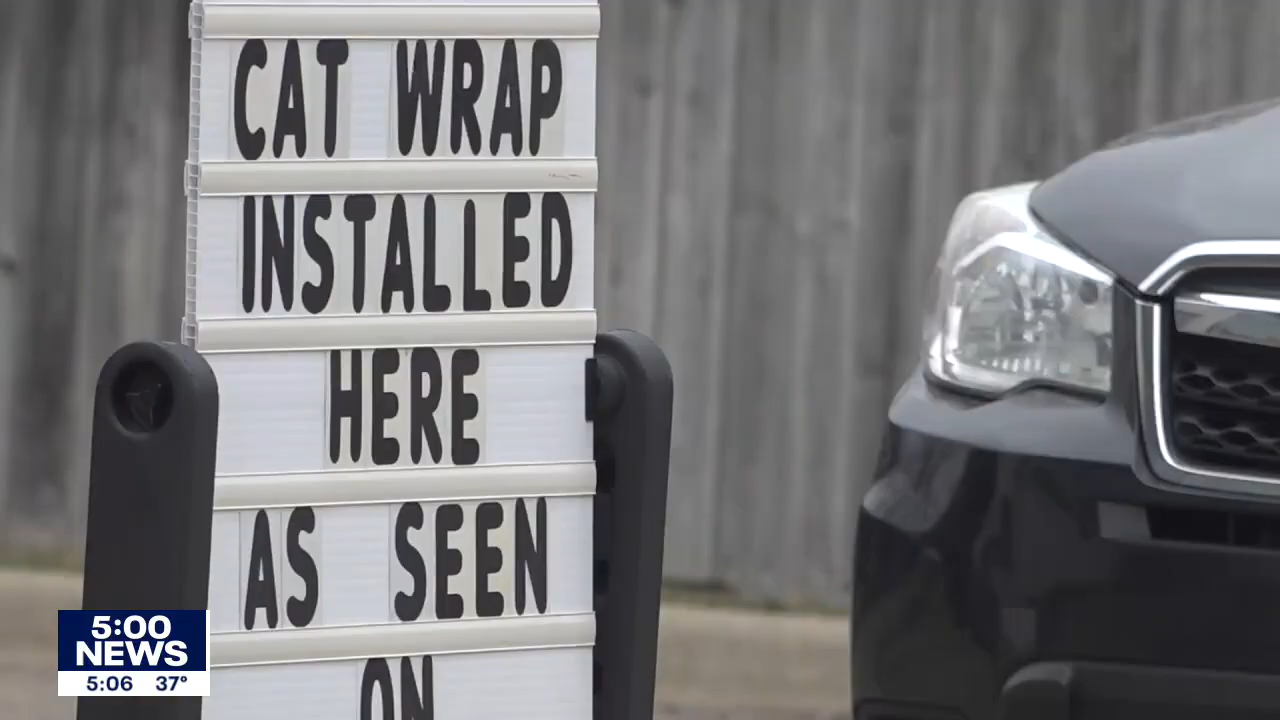 CAT WRAP
INSTALLED
HERE
AS SEEN
ON
5:00
NEWS
5:06 37°